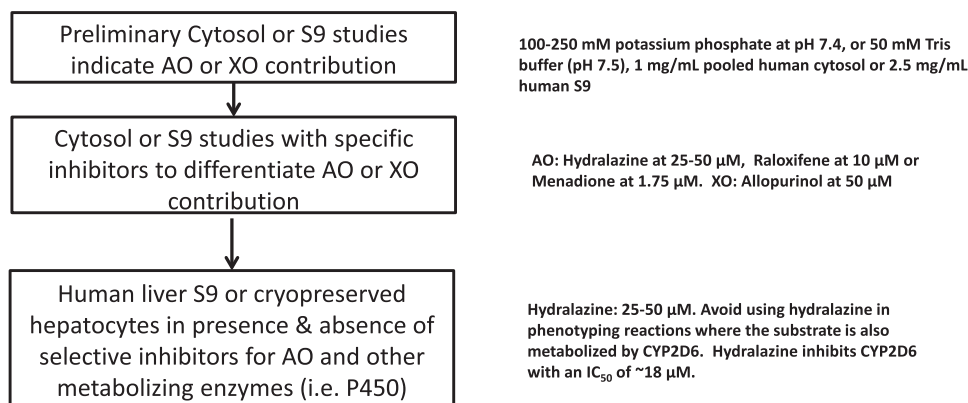 Preliminary Cytosol or S9 studies
indicate AO or XO contribution
100-250 mM potassium phosphate at pH 7.4, or 50 mM Tris
buffer (pH 7.5), 1 mg/mL pooled human cytosol or 2.5 mg/mL
human S9
Cytosol or S9 studies with specific
inhibitors to differentiate AO or XO
contribution
AO: Hydralazine at 25-50 μM, Raloxifene at 10 μM or
Menadione at 1.75 μM. XO: Allopurinol at 50 μM
Human liver S9 or cryopreserved
hepatocytes in presence & absence of
selective inhibitors for AO and other
metabolizing enzymes (i.e. P450)
Hydralazine: 25-50 μM. Avoid using hydralazine in
phenotyping reactions where the substrate is also
metabolized by CYP2D6. Hydralazine inhibits CYP2D6
with an IC50 of ~18 μM.